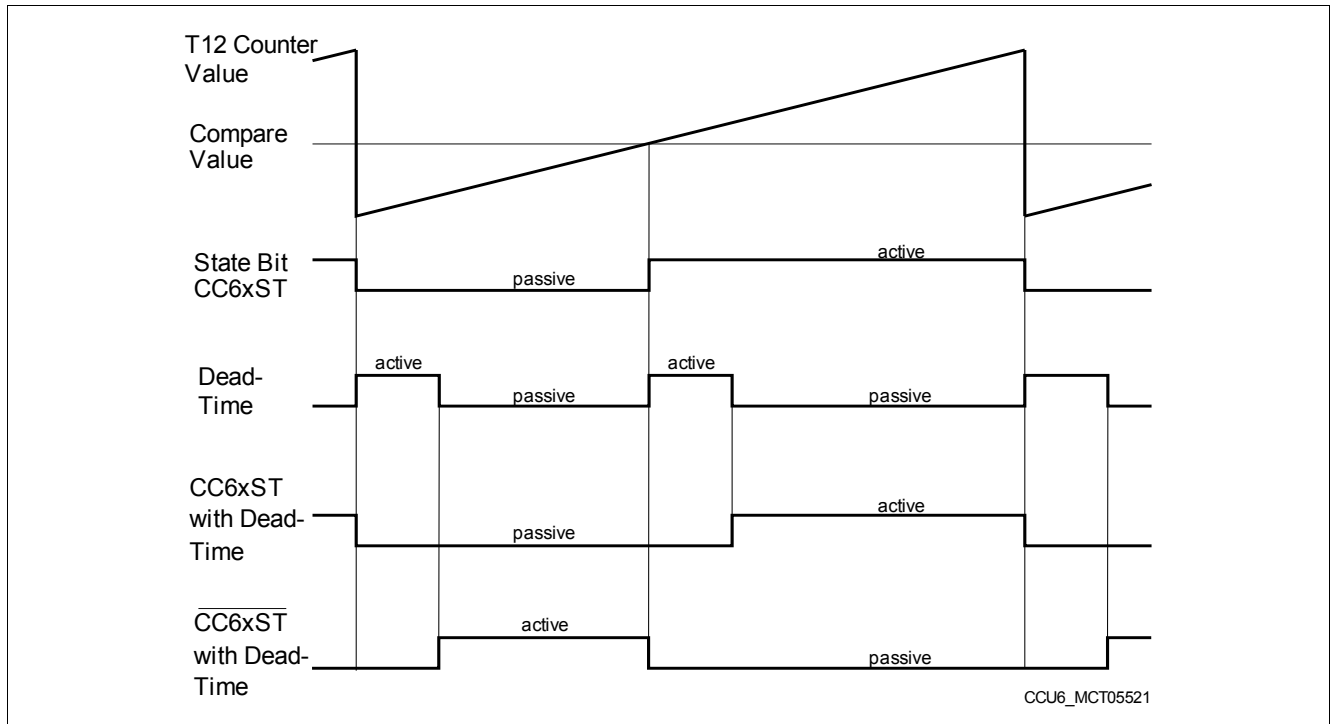 T12 Counter
Value
Compare
Value
State Bit
CC6xST
active
passive
Dead-
Time
active
active
passive
passive
CC6xST
with Dead-
Time
active
passive
C̅C̅6̅x̅S̅T̅
with Dead-
Time
active
passive
CCU6_MCT05521